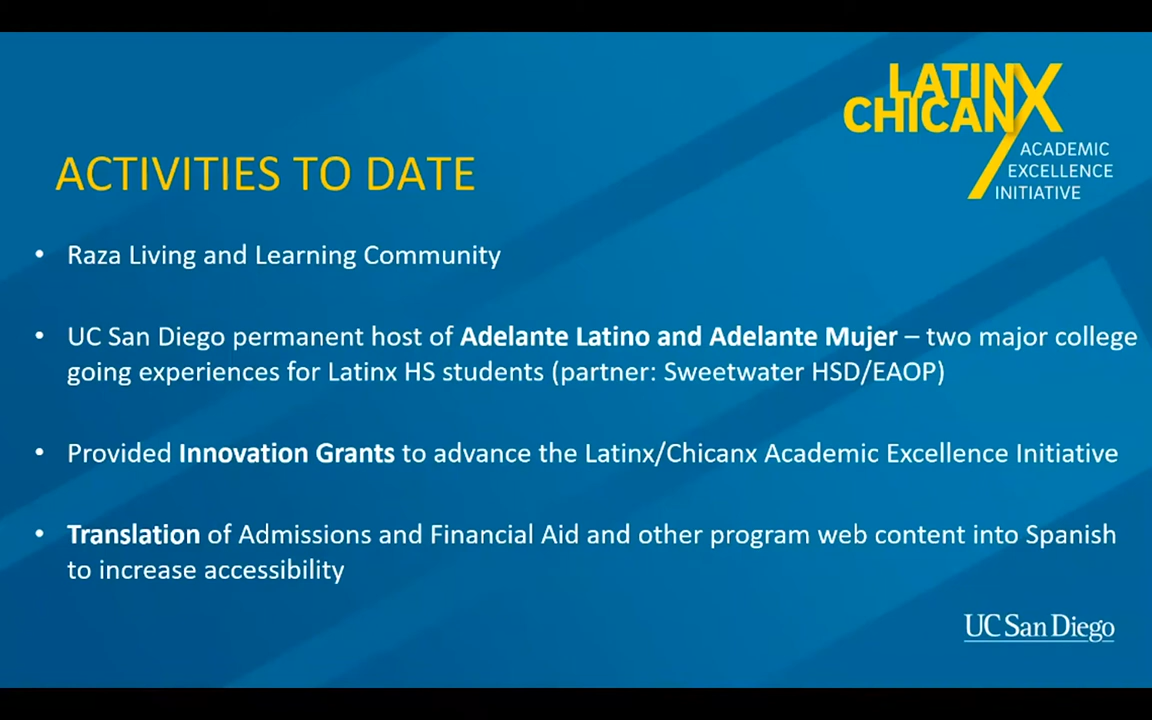 LATINX
CHICANX
ACADEMIC
EXCELLENCE
INITIATIVE
ACTIVITIES TO DATE
• Raza Living and Learning Community
• UC San Diego permanent host of Adelante Latino and Adelante Mujer – two major college
going experiences for Latinx HS students (partner: Sweetwater HSD/EAOP)
• Provided Innovation Grants to advance the Latinx/Chicanx Academic Excellence Initiative
• Translation of Admissions and Financial Aid and other program web content into Spanish
to increase accessibility
UC San Diego